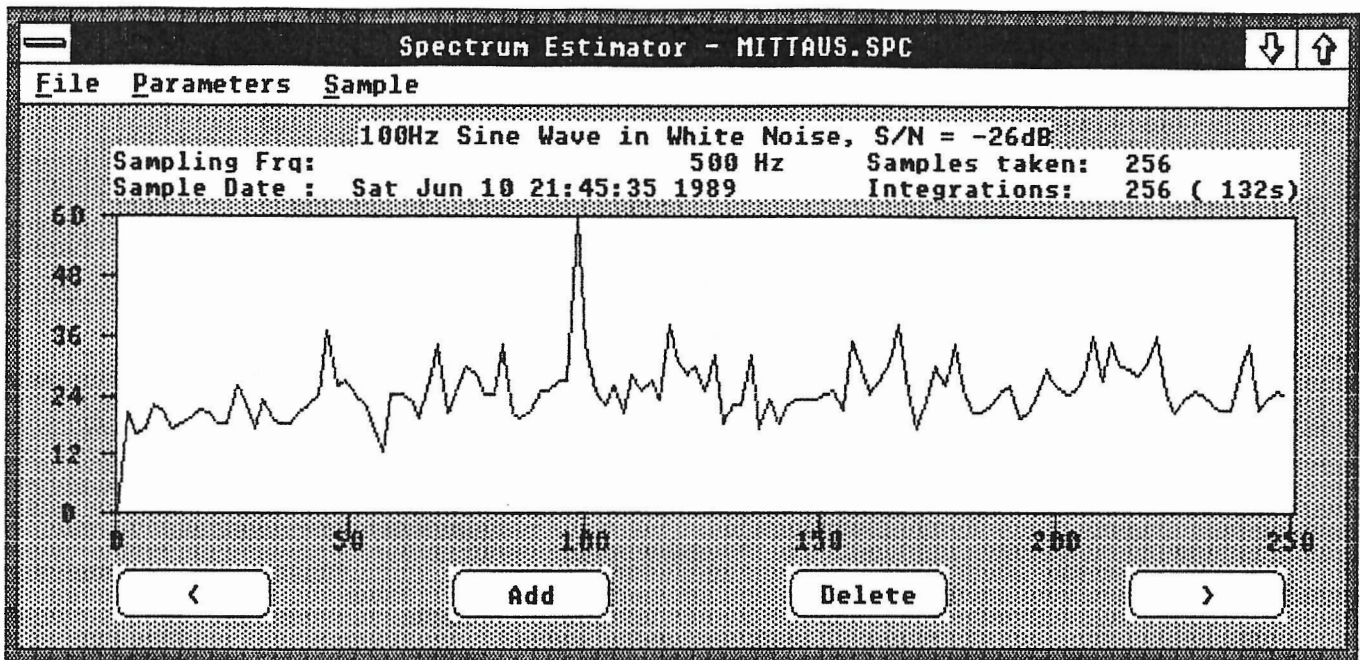 Spectrum Estimator - MITTAUS.SPC
File Parameters Sample
100Hz Sine Wave in White Noise, S/N = -26dB
Sampling Frq: 500 Hz Samples taken: 256
Sample Date : Sat Jun 10 21:45:35 1989 Integrations: 256 ( 132s)
60
48
36
24
12
0
0 50 100 150 200 250
< Add Delete >